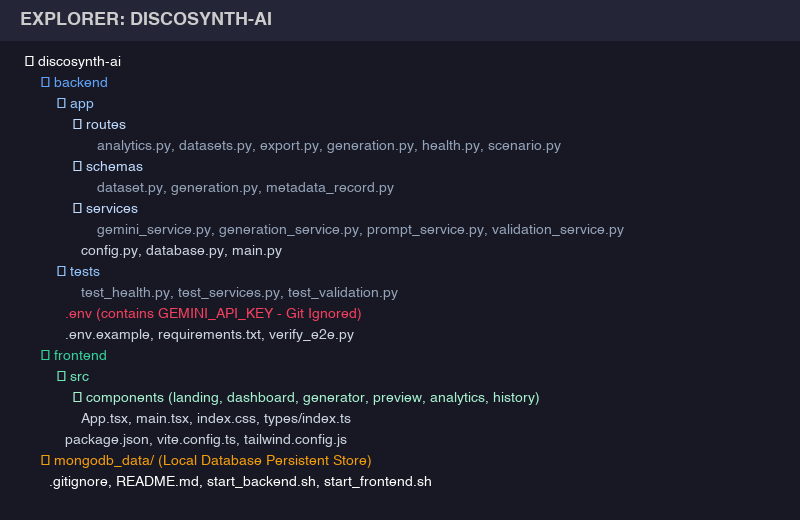 EXPLORER: DISCOSYNTH-AI
discosynth-ai
backend
app
routes
analytics.py, datasets.py, export.py, generation.py, health.py, scenario.py
schemas
dataset.py, generation.py, metadata_record.py
services
gemini_service.py, generation_service.py, prompt_service.py, validation_service.py
config.py, database.py, main.py
tests
test_health.py, test_services.py, test_validation.py
.env (contains GEMINI_API_KEY - Git Ignored)
.env.example, requirements.txt, verify_e2e.py
frontend
src
components (landing, dashboard, generator, preview, analytics, history)
App.tsx, main.tsx, index.css, types/index.ts
package.json, vite.config.ts, tailwind.config.js
mongodb_data/ (Local Database Persistent Store)
.gitignore, README.md, start_backend.sh, start_frontend.sh